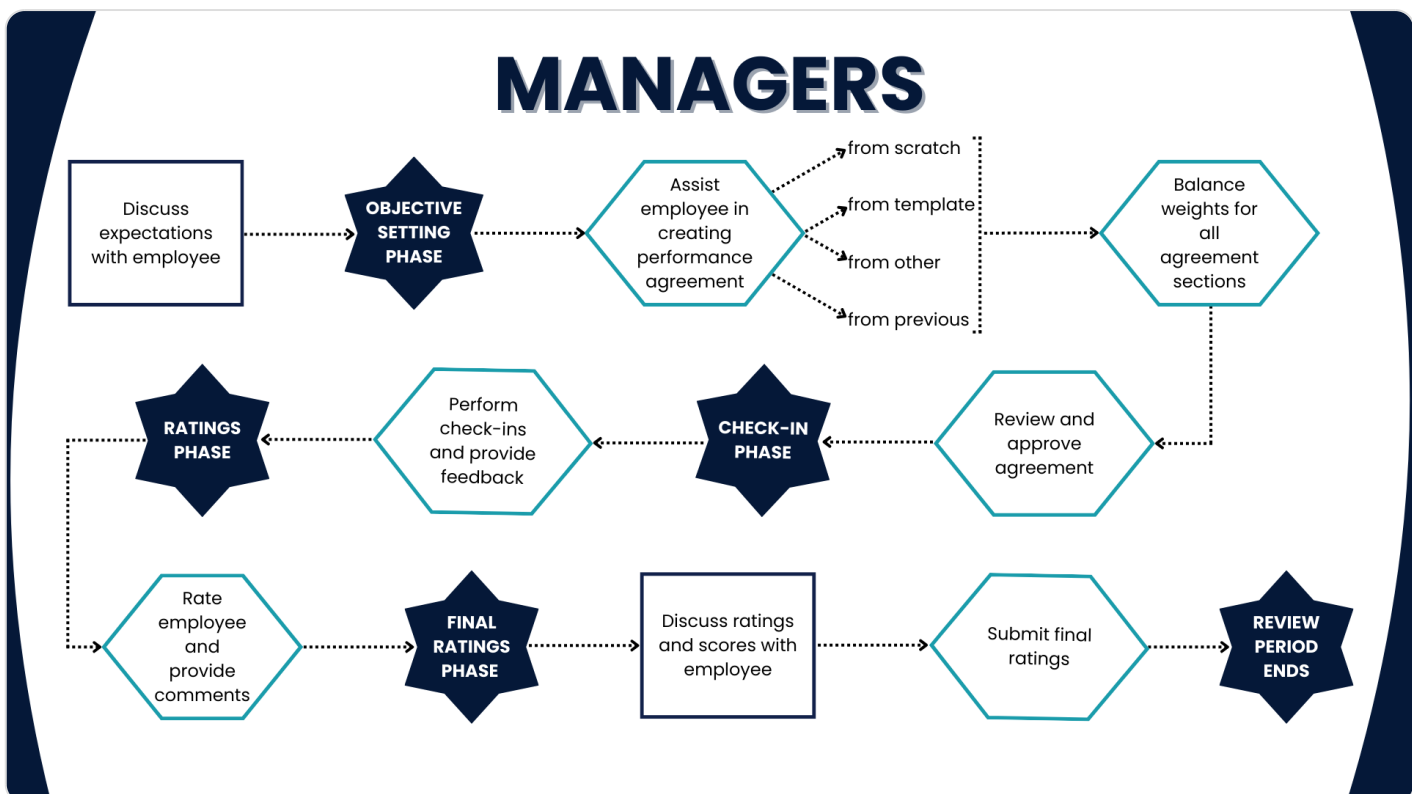 MANAGERS
Discuss
expectations
with employee
OBJECTIVE
SETTING
PHASE
Assist
employee in
creating
performance
agreement
from scratch
from template
from other
from previous
Balance
weights for
all
agreement
sections
Review and
approve
agreement
CHECK-IN
PHASE
Perform
check-ins
and provide
feedback
RATINGS
PHASE
Rate
employee
and
provide
comments
FINAL
RATINGS
PHASE
Discuss ratings
and scores with
employee
Submit final
ratings
REVIEW
PERIOD
ENDS